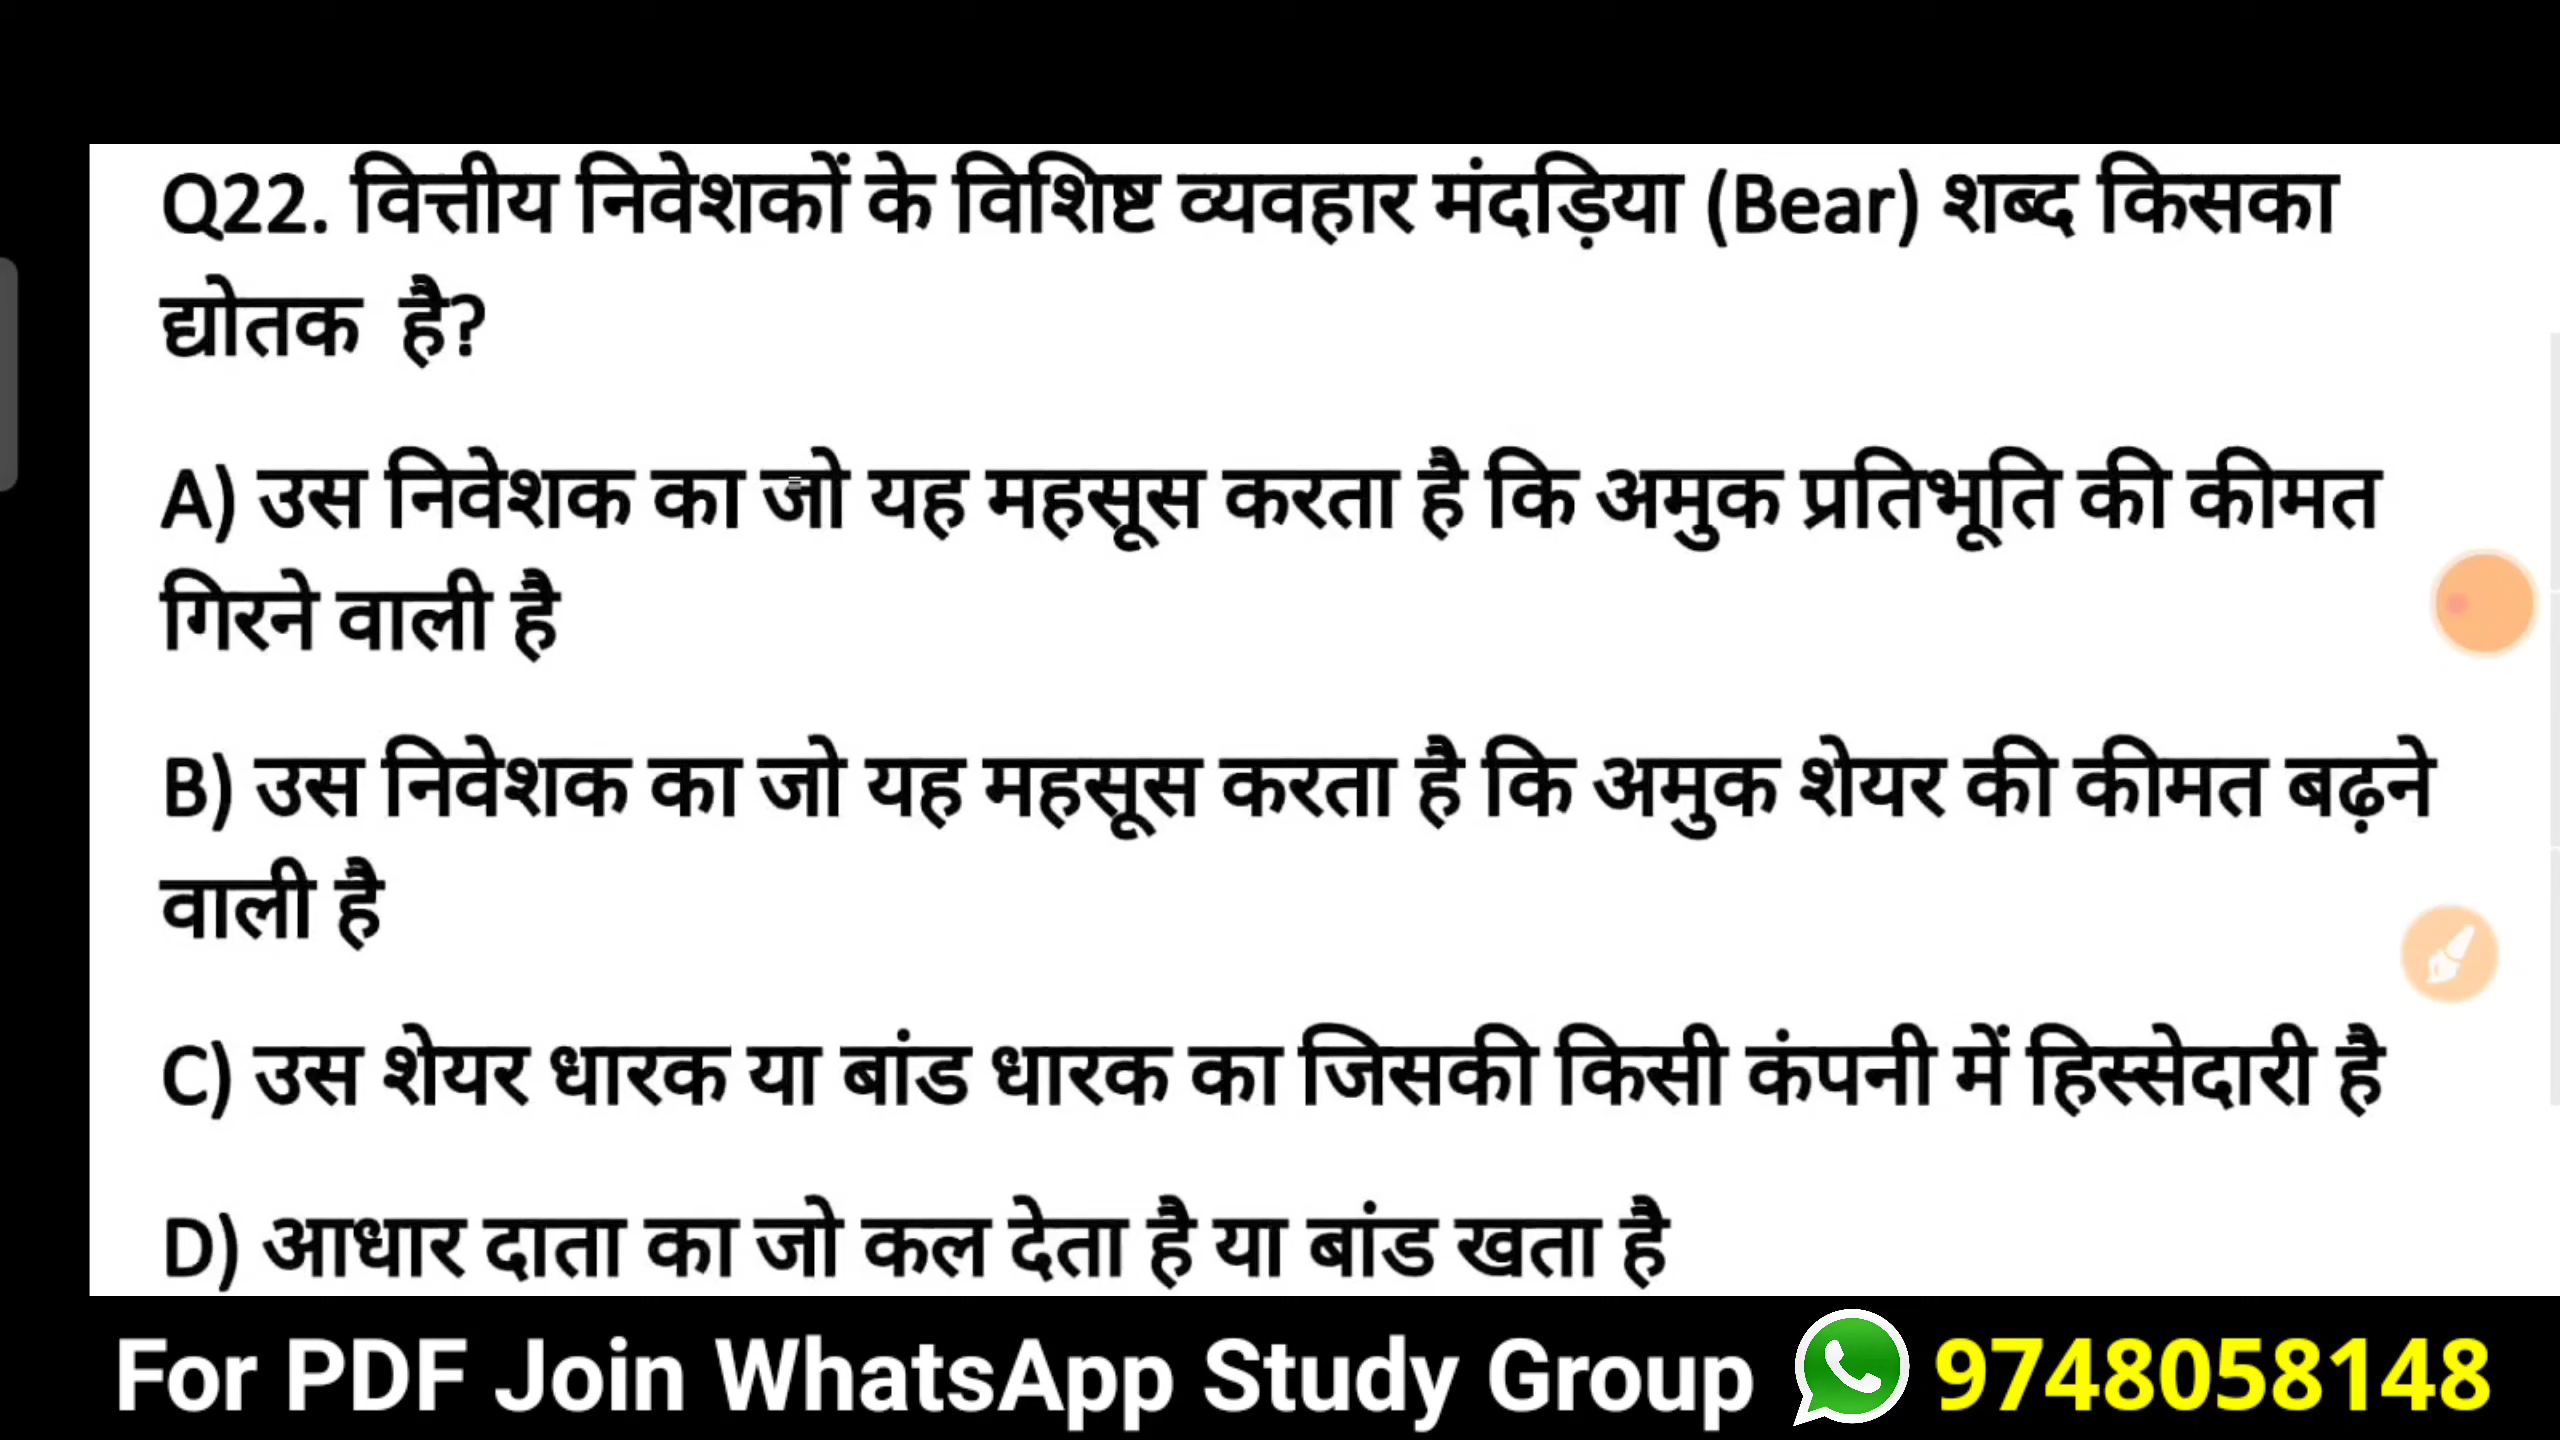 Q22. वित्तीय निवेशकों के विशिष्ट व्यवहार मंदड़िया (Bear) शब्द किसका
द्योतक है?
A) उस निवेशक का जो यह महसूस करता है कि अमुक प्रतिभूति की कीमत
गिरने वाली है
B) उस निवेशक का जो यह महसूस करता है कि अमुक शेयर की कीमत बढ़ने
वाली है
C) उस शेयर धारक या बांड धारक का जिसकी किसी कंपनी में हिस्सेदारी है
D) आधार दाता का जो कल देता है या बांड खता है
For PDF Join WhatsApp Study Group 9748058148